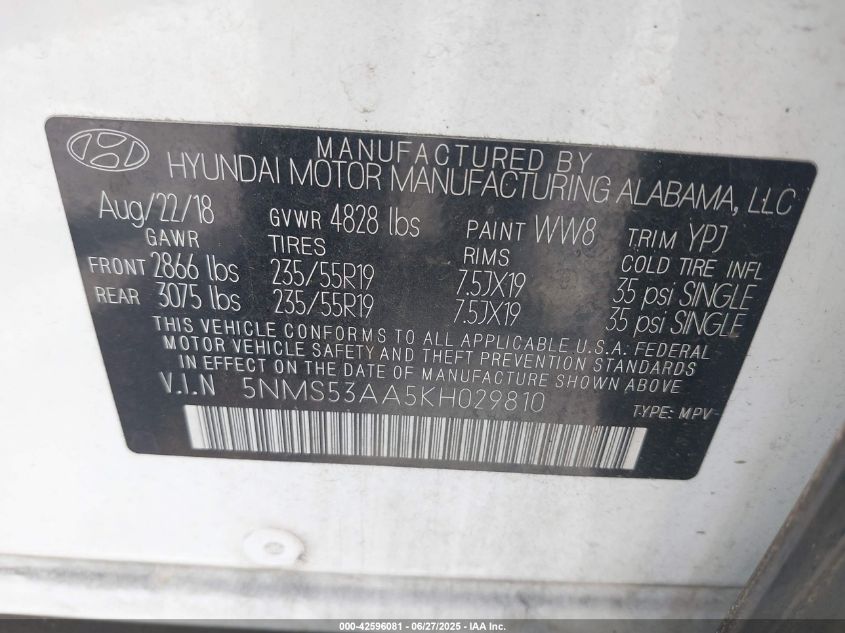 MANUFACTURED BY
HYUNDAI MOTOR MANUFACTURING ALABAMA, LLC
Aug/22/18 GVWR 4828 lbs PAINT WW8 TRIM YPJ
GAWR TIRES RIMS COLD TIRE INFL
FRONT 2866 lbs 235/55R19 7.5JX19 35 psi SINGLE
REAR 3075 lbs 235/55R19 7.5JX19 35 psi SINGLE
THIS VEHICLE CONFORMS TO ALL APPLICABLE U.S.A. FEDERAL
MOTOR VEHICLE SAFETY AND THEFT PREVENTION STANDARDS
IN EFFECT ON THE DATE OF MANUFACTURE SHOWN ABOVE
V.I.N 5NMS53AA5KH029810 TYPE: MPV
000-42596081 - 06/27/2025 - IAA Inc.